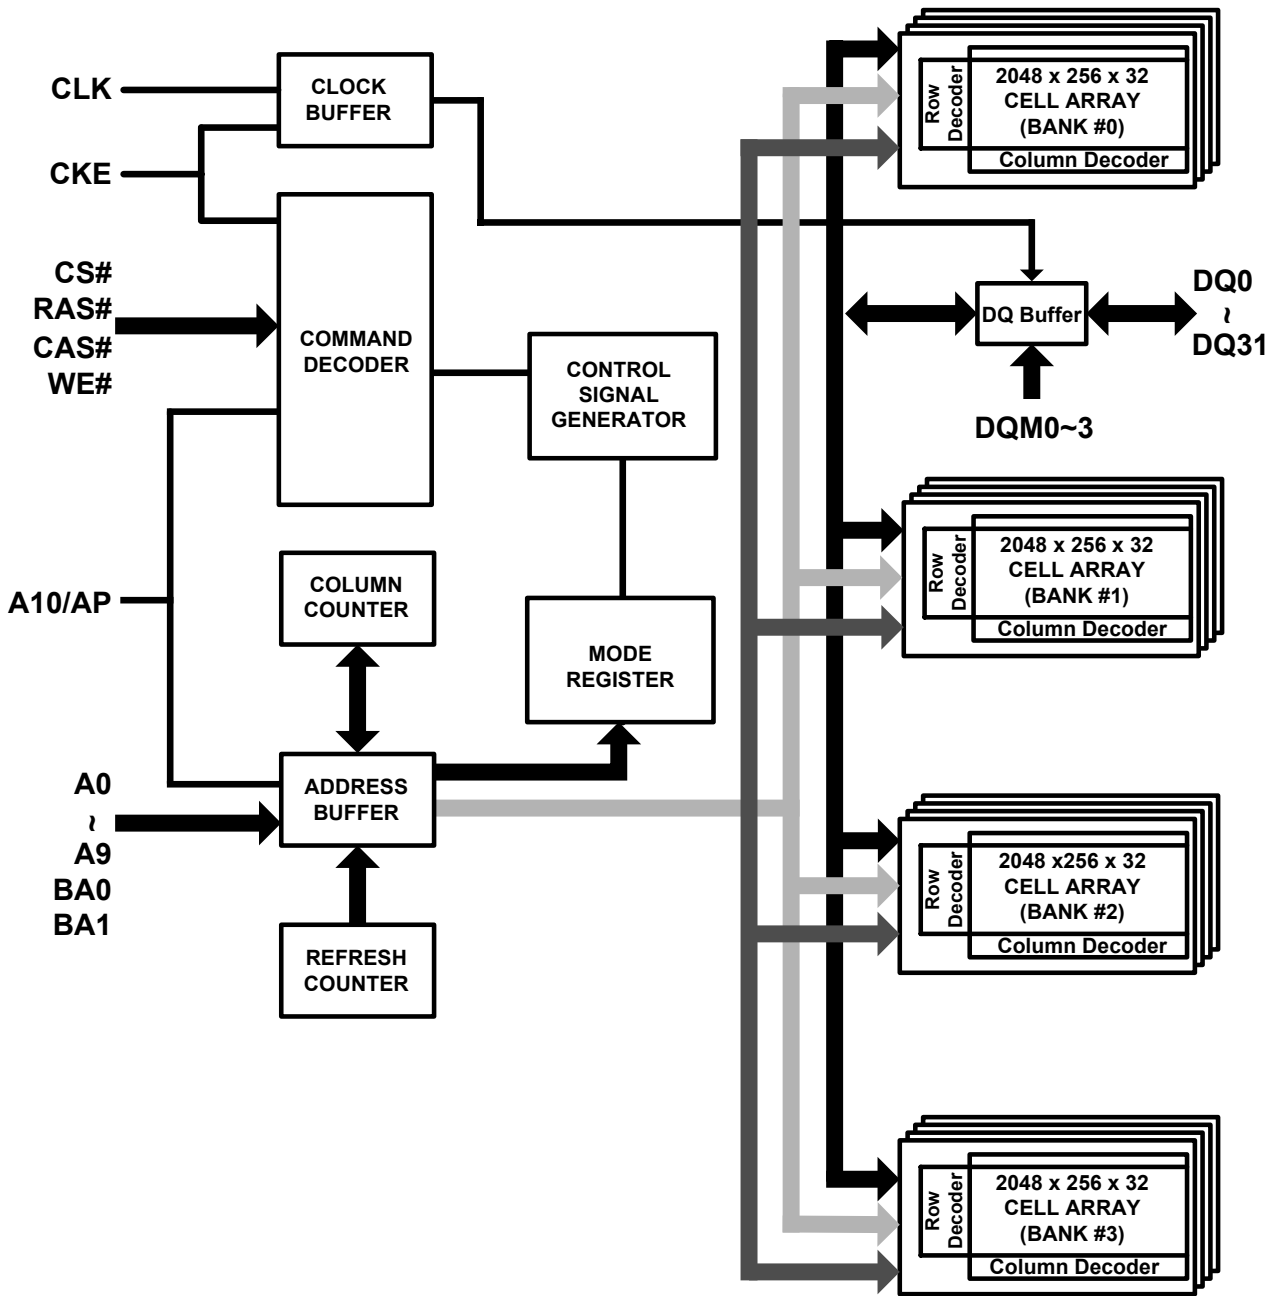 CLK
CKE
CS#
RAS#
CAS#
WE#
A10/AP
A0
~
A9
BA0
BA1
CLOCK
BUFFER
COMMAND
DECODER
CONTROL
SIGNAL
GENERATOR
COLUMN
COUNTER
MODE
REGISTER
ADDRESS
BUFFER
REFRESH
COUNTER
Row
Decoder
2048 x 256 x 32
CELL ARRAY
(BANK #0)
Column Decoder
DQ Buffer
DQ0
~
DQ31
DQM0~3
Row
Decoder
2048 x 256 x 32
CELL ARRAY
(BANK #1)
Column Decoder
Row
Decoder
2048 x256 x 32
CELL ARRAY
(BANK #2)
Column Decoder
Row
Decoder
2048 x 256 x 32
CELL ARRAY
(BANK #3)
Column Decoder